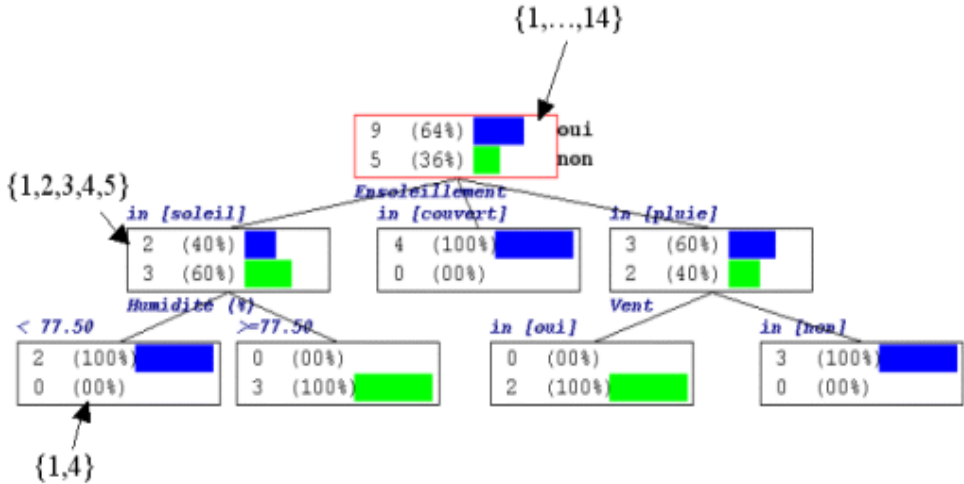 {1,…,14}
9 (64%) oui
5 (36%) non
{1,2,3,4,5}
Ensoleillement
in [soleil] in [couvert] in [pluie]
2 (40%) 4 (100%) 3 (60%)
3 (60%) 0 (00%) 2 (40%)
Humidité (%) Vent
< 77.50 >=77.50 in [oui] in [non]
2 (100%) 0 (00%) 0 (00%) 3 (100%)
0 (00%) 3 (100%) 2 (100%) 0 (00%)
{1,4}